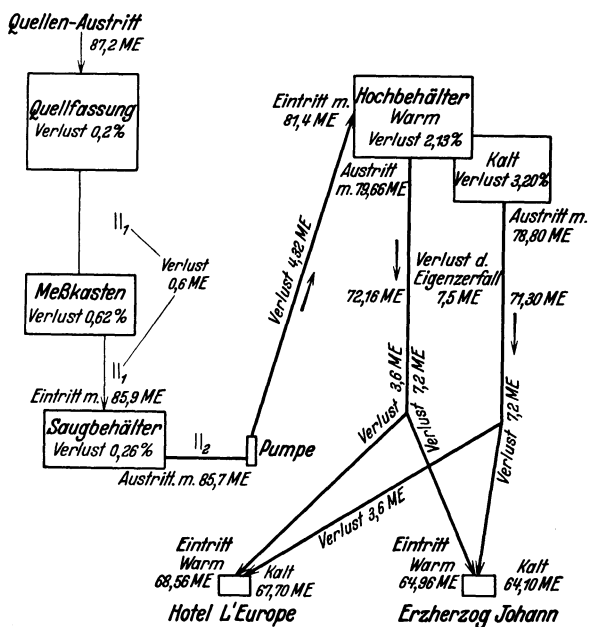 Quellen-Austritt
87,2 ME
Quellfassung
Verlust 0,2%
||₁
Verlust
0,6 ME
Meßkasten
Verlust 0,62%
||₁
Eintritt m. 85,9 ME
Saugbehälter
Verlust 0,26%
||₂
Pumpe
Austritt m. 85,7 ME
Verlust 4,32 ME
Eintritt m.
81,4 ME
Hochbehälter
Warm
Verlust 2,13%
Kalt
Verlust 3,20%
Austritt
m. 79,66 ME
Austritt m.
78,80 ME
Verlust d.
Eigenzerfall
7,5 ME
72,16 ME
71,30 ME
Verlust 3,6 ME
Verlust 7,2 ME
Verlust 7,2 ME
Verlust 3,6 ME
Eintritt
Warm
68,56 ME
Kalt
67,70 ME
Hotel L'Europe
Eintritt
Warm
64,96 ME
Kalt
64,10 ME
Erzherzog Johann